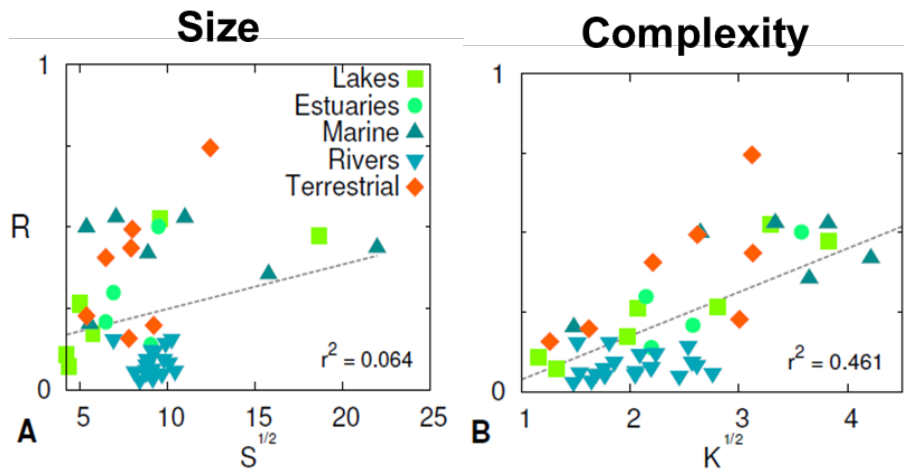 Size
Complexity
1
Lakes
Estuaries
Marine
Rivers
Terrestrial
R
r² = 0.064
0
5
10
15
20
25
A
S^1/2
1
r² = 0.461
0
1
2
3
4
B
K^1/2